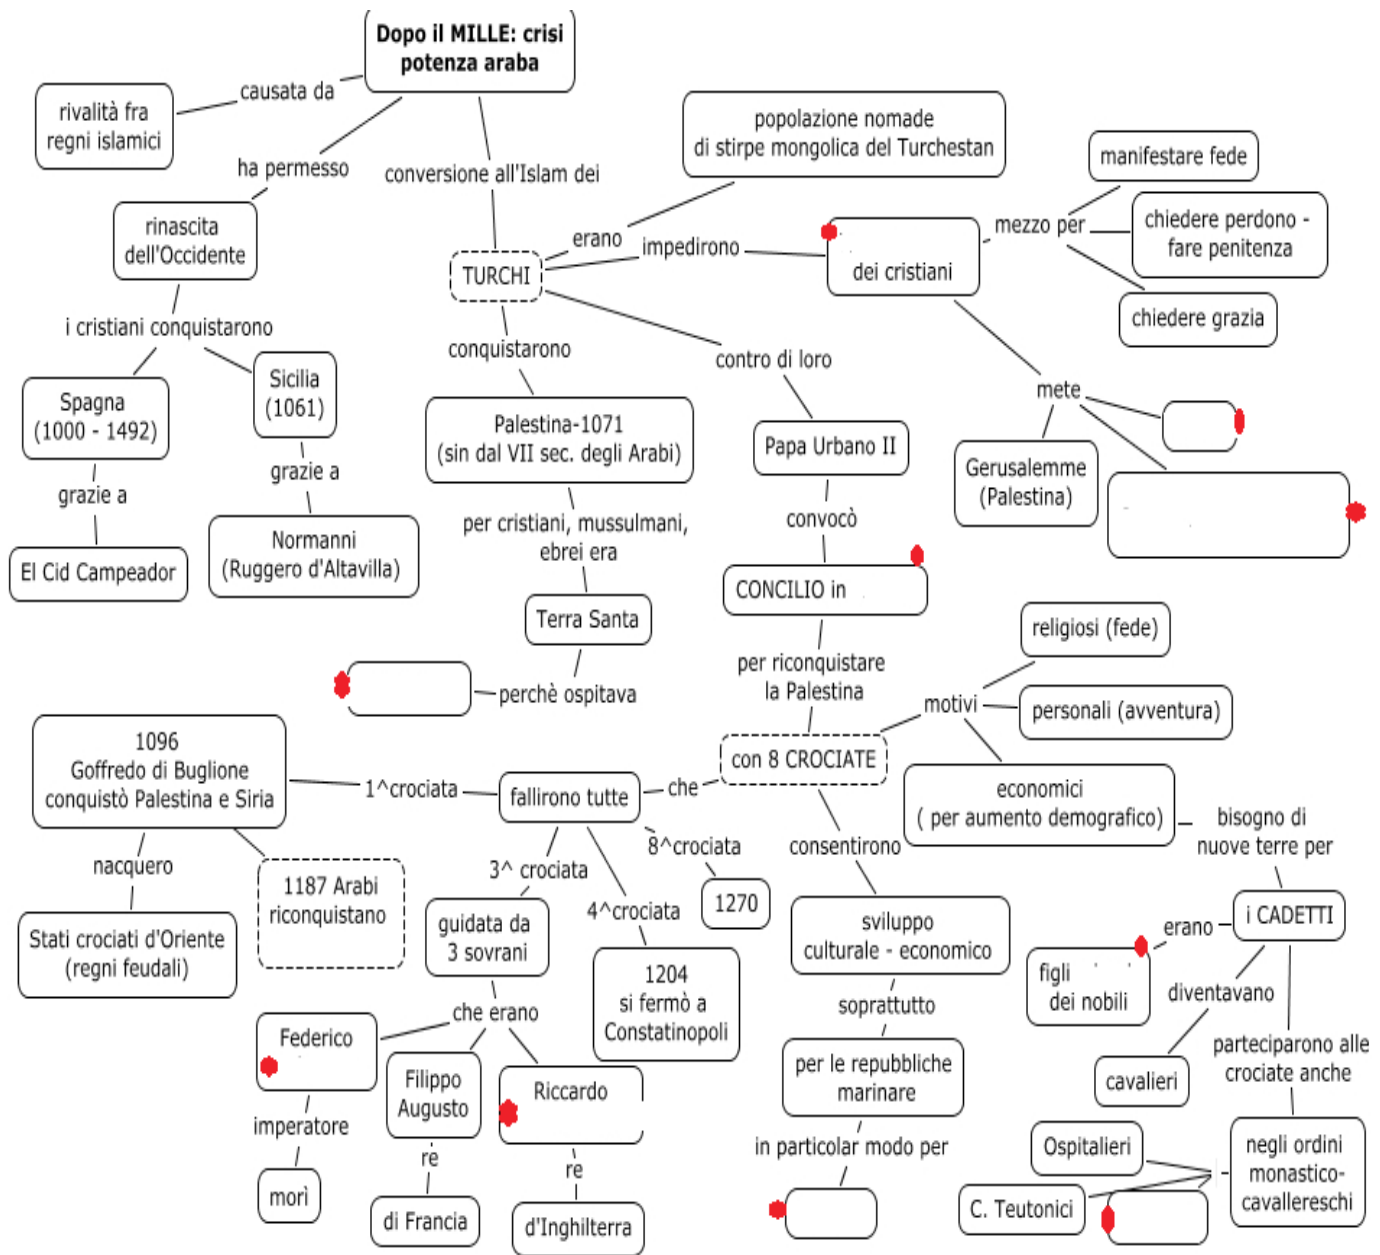 Dopo il MILLE: crisi
potenza araba
causata da
rivalità fra
regni islamici
ha permesso
rinascita
dell'Occidente
i cristiani conquistarono
Spagna
(1000 - 1492)
grazie a
El Cid Campeador
Sicilia
(1061)
grazie a
Normanni
(Ruggero d'Altavilla)
conversione all'Islam dei
TURCHI
erano
popolazione nomade
di stirpe mongolica del Turchestan
impedirono
dei cristiani
mezzo per
manifestare fede
chiedere perdono -
fare penitenza
chiedere grazia
mete
Gerusalemme
(Palestina)
conquistarono
Palestina-1071
(sin dal VII sec. degli Arabi)
per cristiani, mussulmani,
ebrei era
Terra Santa
perchè ospitava
contro di loro
Papa Urbano II
convocò
CONCILIO in
per riconquistare
la Palestina
con 8 CROCIATE
motivi
religiosi (fede)
personali (avventura)
economici
( per aumento demografico)
bisogno di
nuove terre per
i CADETTI
erano
figli
dei nobili
diventavano
cavalieri
parteciparono alle
crociate anche
negli ordini
monastico-
cavallereschi
Ospitalieri
C. Teutonici
consentirono
sviluppo
culturale - economico
soprattutto
per le repubbliche
marinare
in particolar modo per
che
fallirono tutte
1^crociata
1096
Goffredo di Buglione
conquistò Palestina e Siria
nacquero
Stati crociati d'Oriente
(regni feudali)
1187 Arabi
riconquistano
3^ crociata
guidata da
3 sovrani
che erano
Federico
imperatore
morì
Filippo
Augusto
re
di Francia
Riccardo
re
d'Inghilterra
4^crociata
1204
si fermò a
Constatinopoli
8^crociata
1270